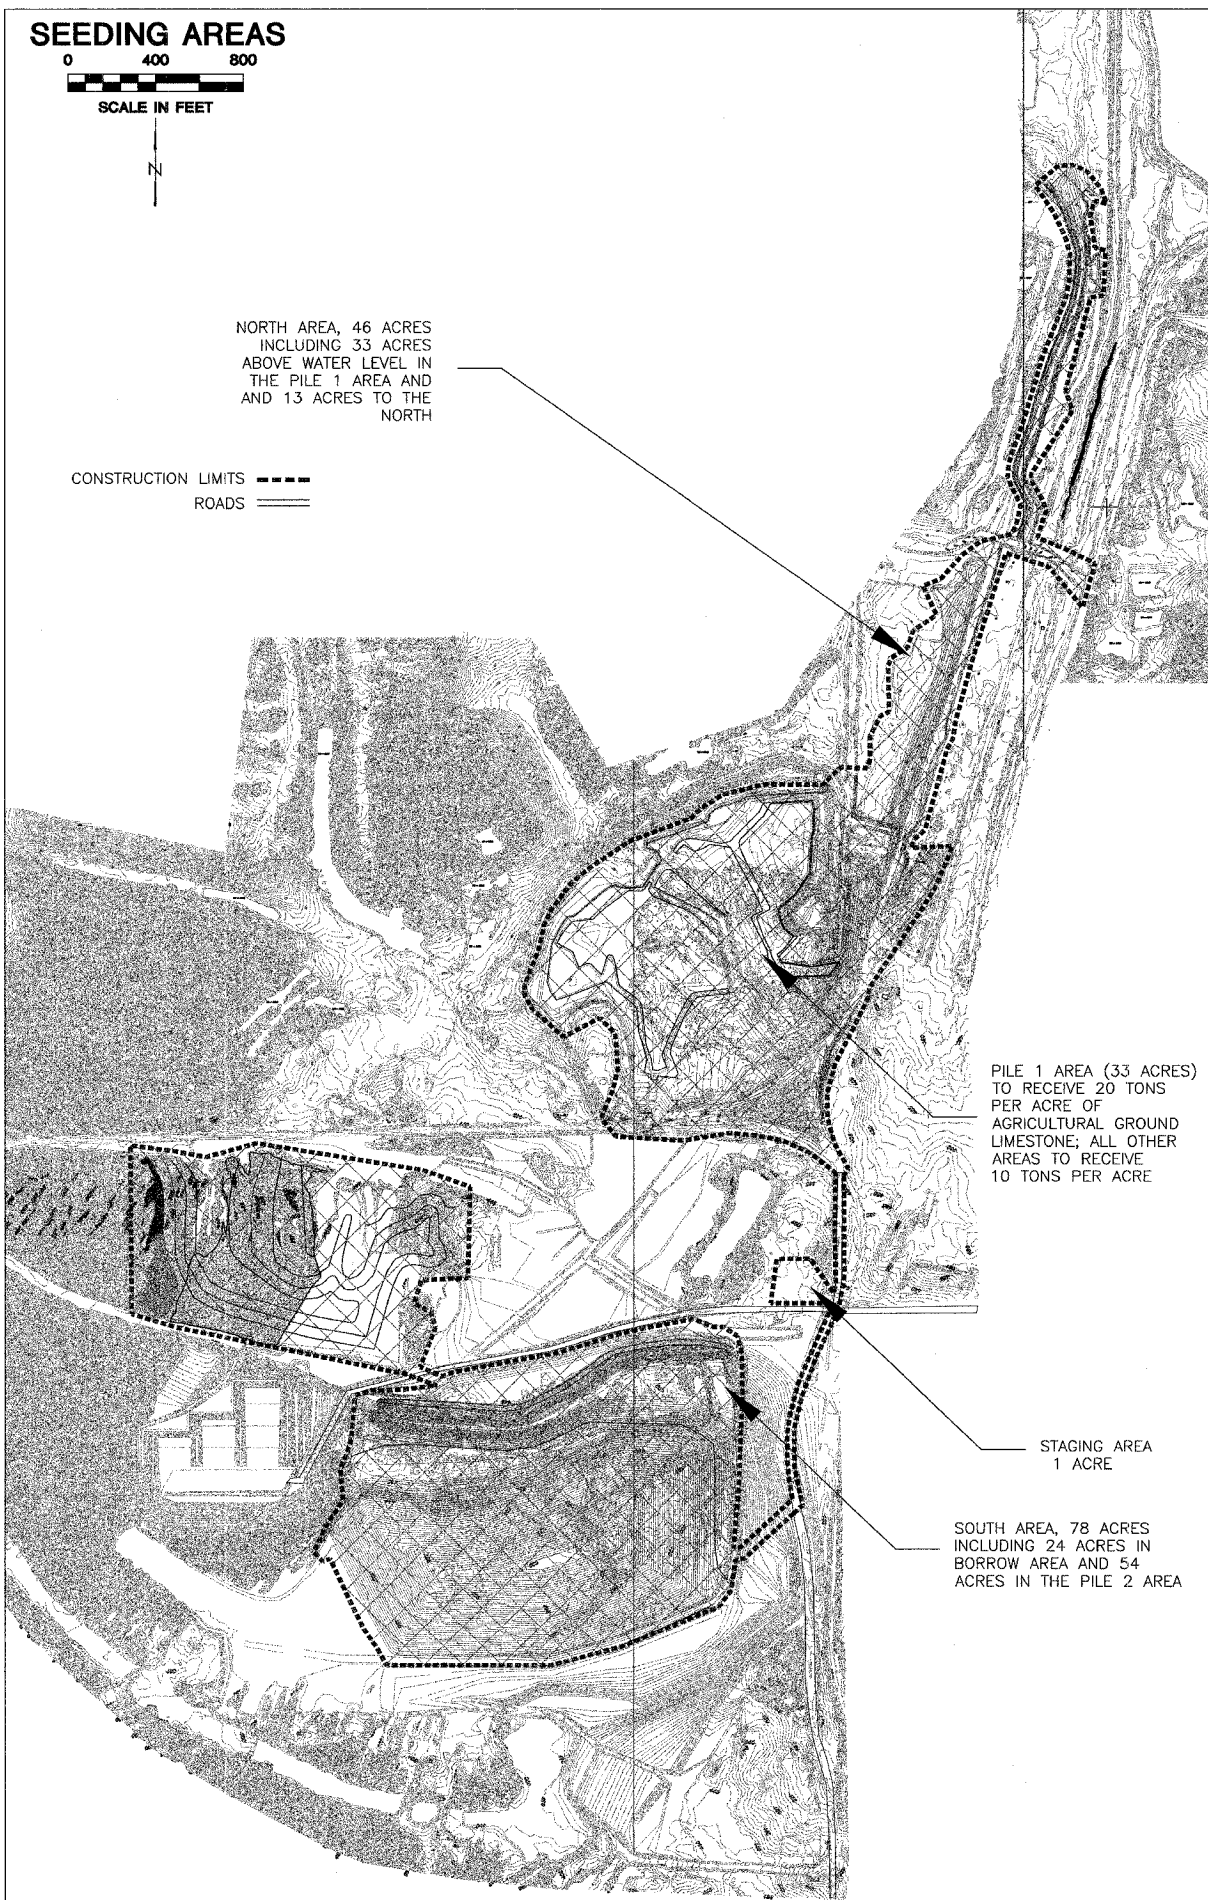 SEEDING AREAS
0 400 800
SCALE IN FEET
N
NORTH AREA, 46 ACRES
INCLUDING 33 ACRES
ABOVE WATER LEVEL IN
THE PILE 1 AREA AND
AND 13 ACRES TO THE
NORTH
CONSTRUCTION LIMITS
ROADS
PILE 1 AREA (33 ACRES)
TO RECEIVE 20 TONS
PER ACRE OF
AGRICULTURAL GROUND
LIMESTONE; ALL OTHER
AREAS TO RECEIVE
10 TONS PER ACRE
STAGING AREA
1 ACRE
SOUTH AREA, 78 ACRES
INCLUDING 24 ACRES IN
BORROW AREA AND 54
ACRES IN THE PILE 2 AREA